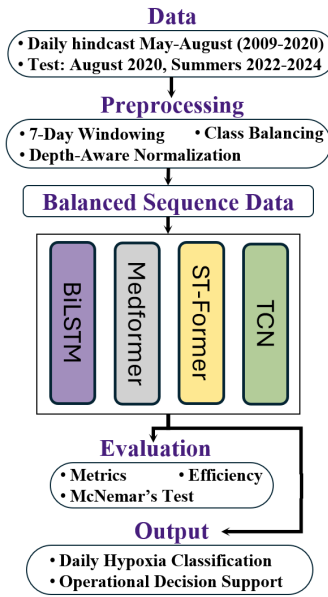 Data
• Daily hindcast May-August (2009-2020)
• Test: August 2020, Summers 2022-2024
Preprocessing
• 7-Day Windowing • Class Balancing
• Depth-Aware Normalization
Balanced Sequence Data
BiLSTM
Medformer
ST-Former
TCN
Evaluation
• Metrics • Efficiency
• McNemar's Test
Output
• Daily Hypoxia Classification
• Operational Decision Support